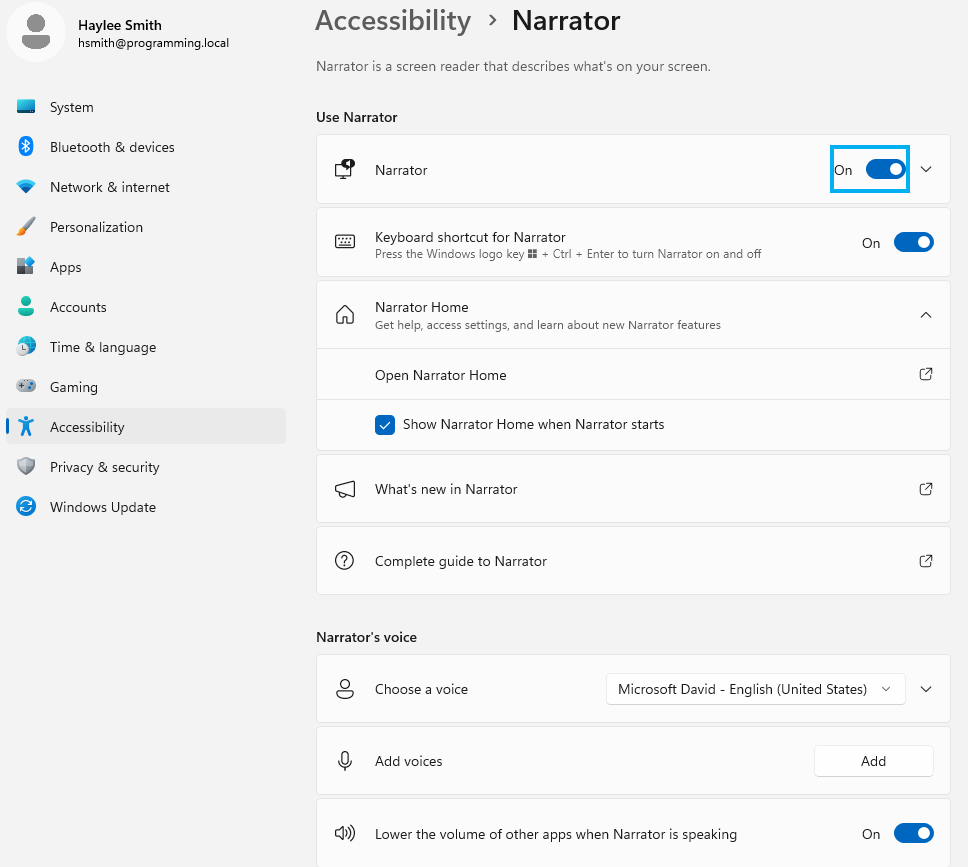 Haylee Smith
hsmith@programming.local
System
Bluetooth & devices
Network & internet
Personalization
Apps
Accounts
Time & language
Gaming
Accessibility
Privacy & security
Windows Update
Accessibility > Narrator
Narrator is a screen reader that describes what's on your screen.
Use Narrator
Narrator On
Keyboard shortcut for Narrator On
Press the Windows logo key + Ctrl + Enter to turn Narrator on and off
Narrator Home
Get help, access settings, and learn about new Narrator features
Open Narrator Home
Show Narrator Home when Narrator starts
What's new in Narrator
Complete guide to Narrator
Narrator's voice
Choose a voice Microsoft David - English (United States)
Add voices Add
Lower the volume of other apps when Narrator is speaking On